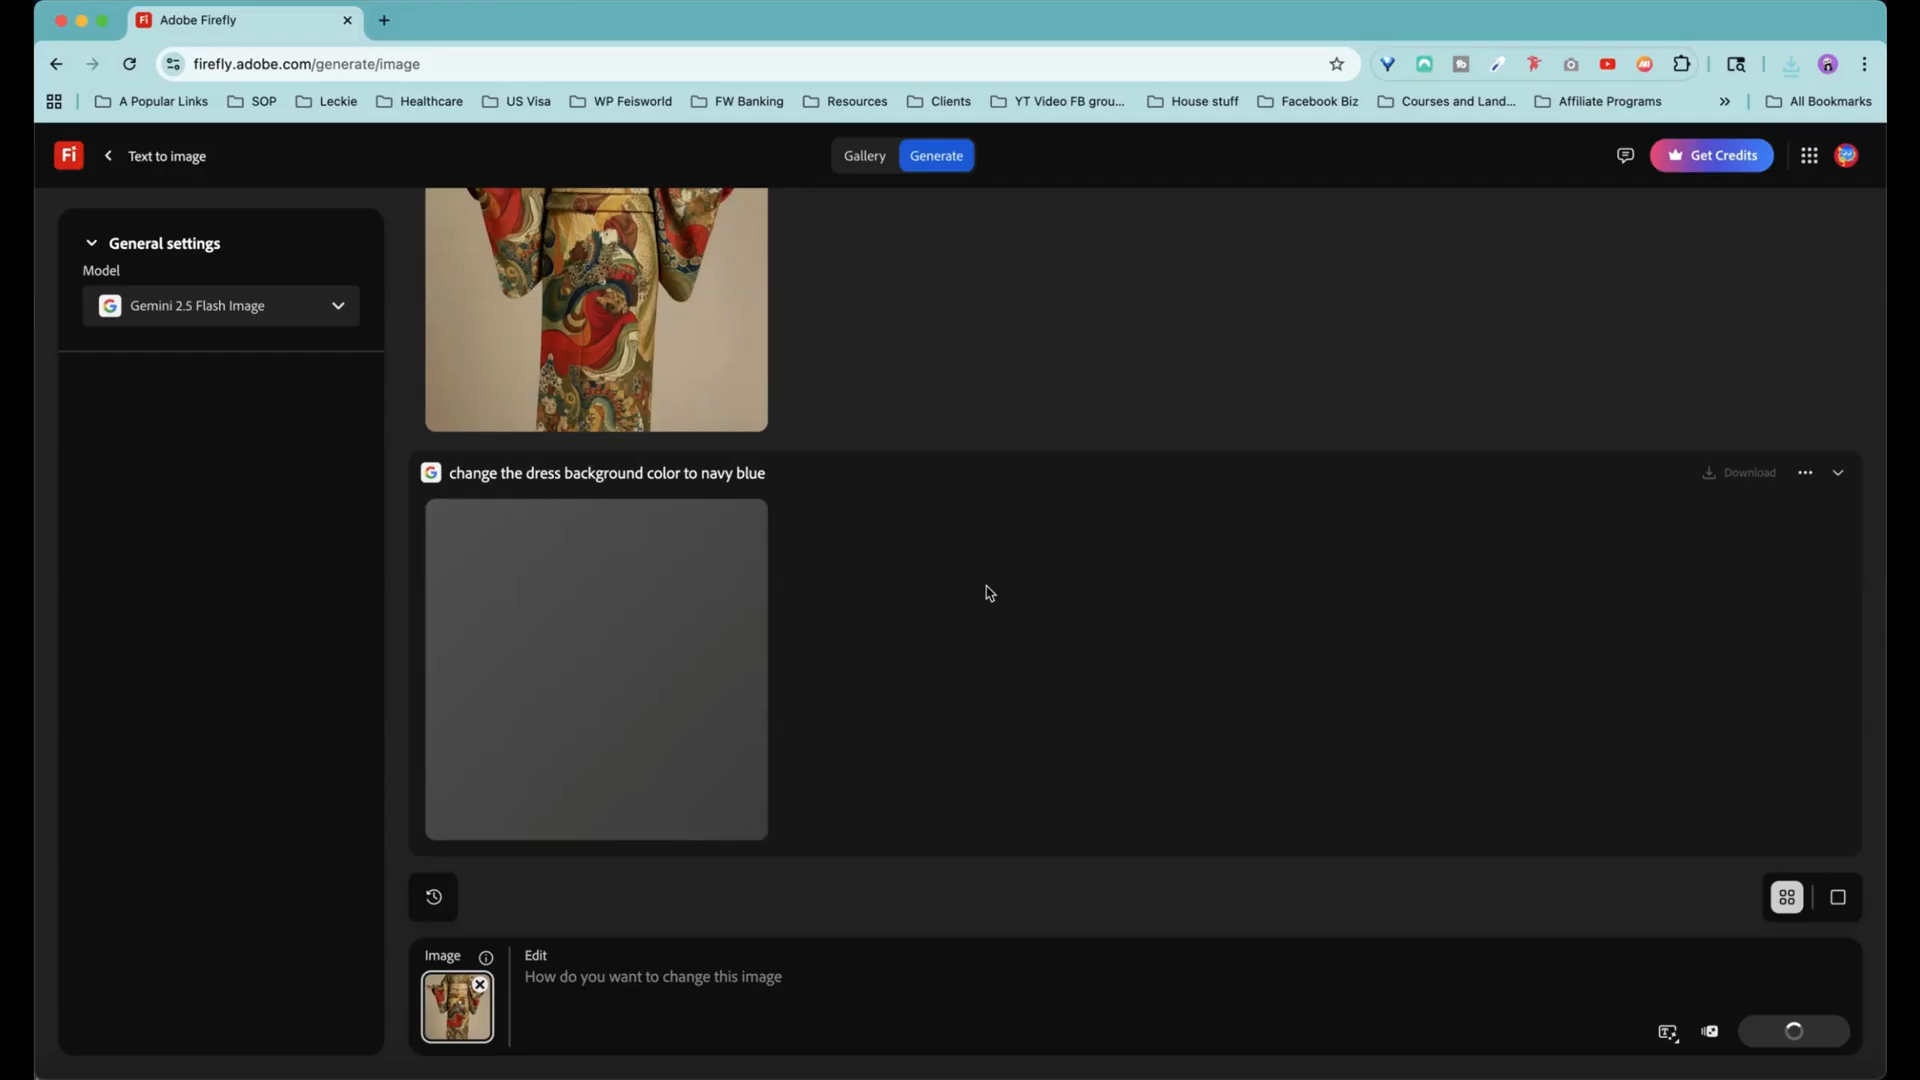 Fi Adobe Firefly
firefly.adobe.com/generate/image
A Popular Links SOP Leckie Healthcare US Visa WP Feisworld FW Banking Resources Clients YT Video FB grou... House stuff Facebook Biz Courses and Land... Affiliate Programs » All Bookmarks
Fi Text to image Gallery Generate Get Credits
General settings
Model
G Gemini 2.5 Flash Image
G change the dress background color to navy blue Download
Image Edit
How do you want to change this image